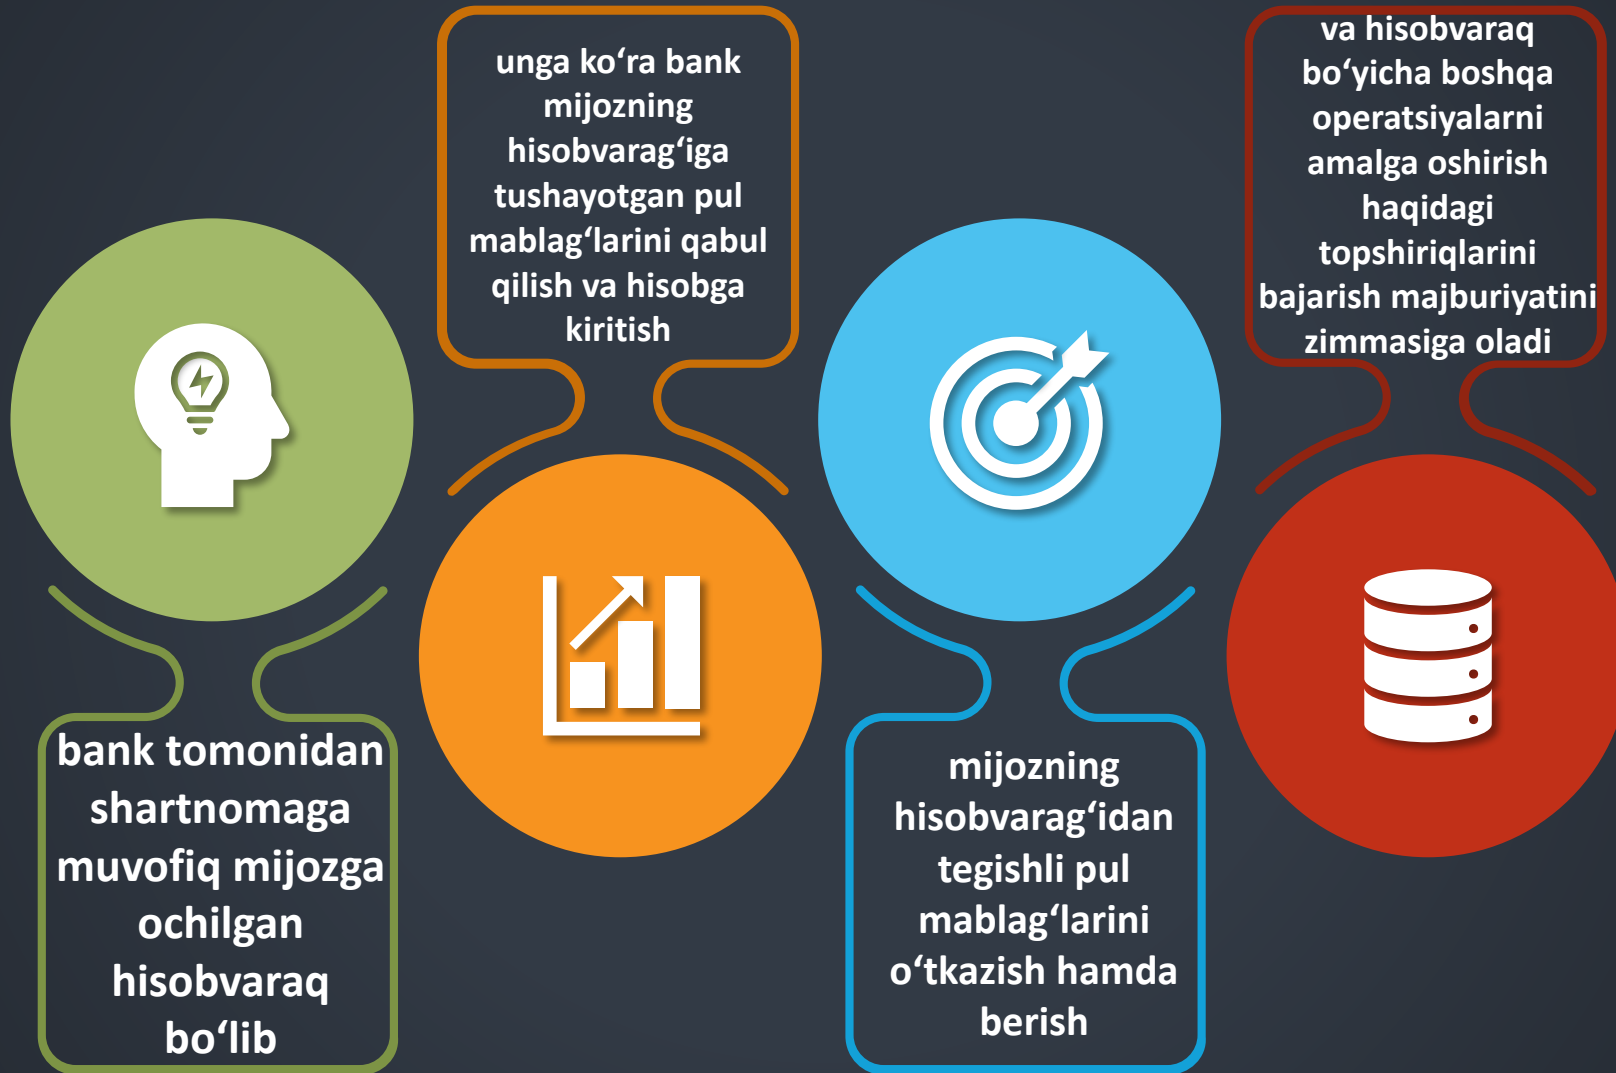 bank tomonidan
shartnomaga
muvofiq mijozga
ochilgan
hisobvaraq
bo‘lib
unga ko‘ra bank
mijozning
hisobvarag‘iga
tushayotgan pul
mablag‘larini qabul
qilish va hisobga
kiritish
mijozning
hisobvarag‘idan
tegishli pul
mablag‘larini
o‘tkazish hamda
berish
va hisobvaraq
bo‘yicha boshqa
operatsiyalarni
amalga oshirish
haqidagi
topshiriqlarini
bajarish majburiyatini
zimmasiga oladi